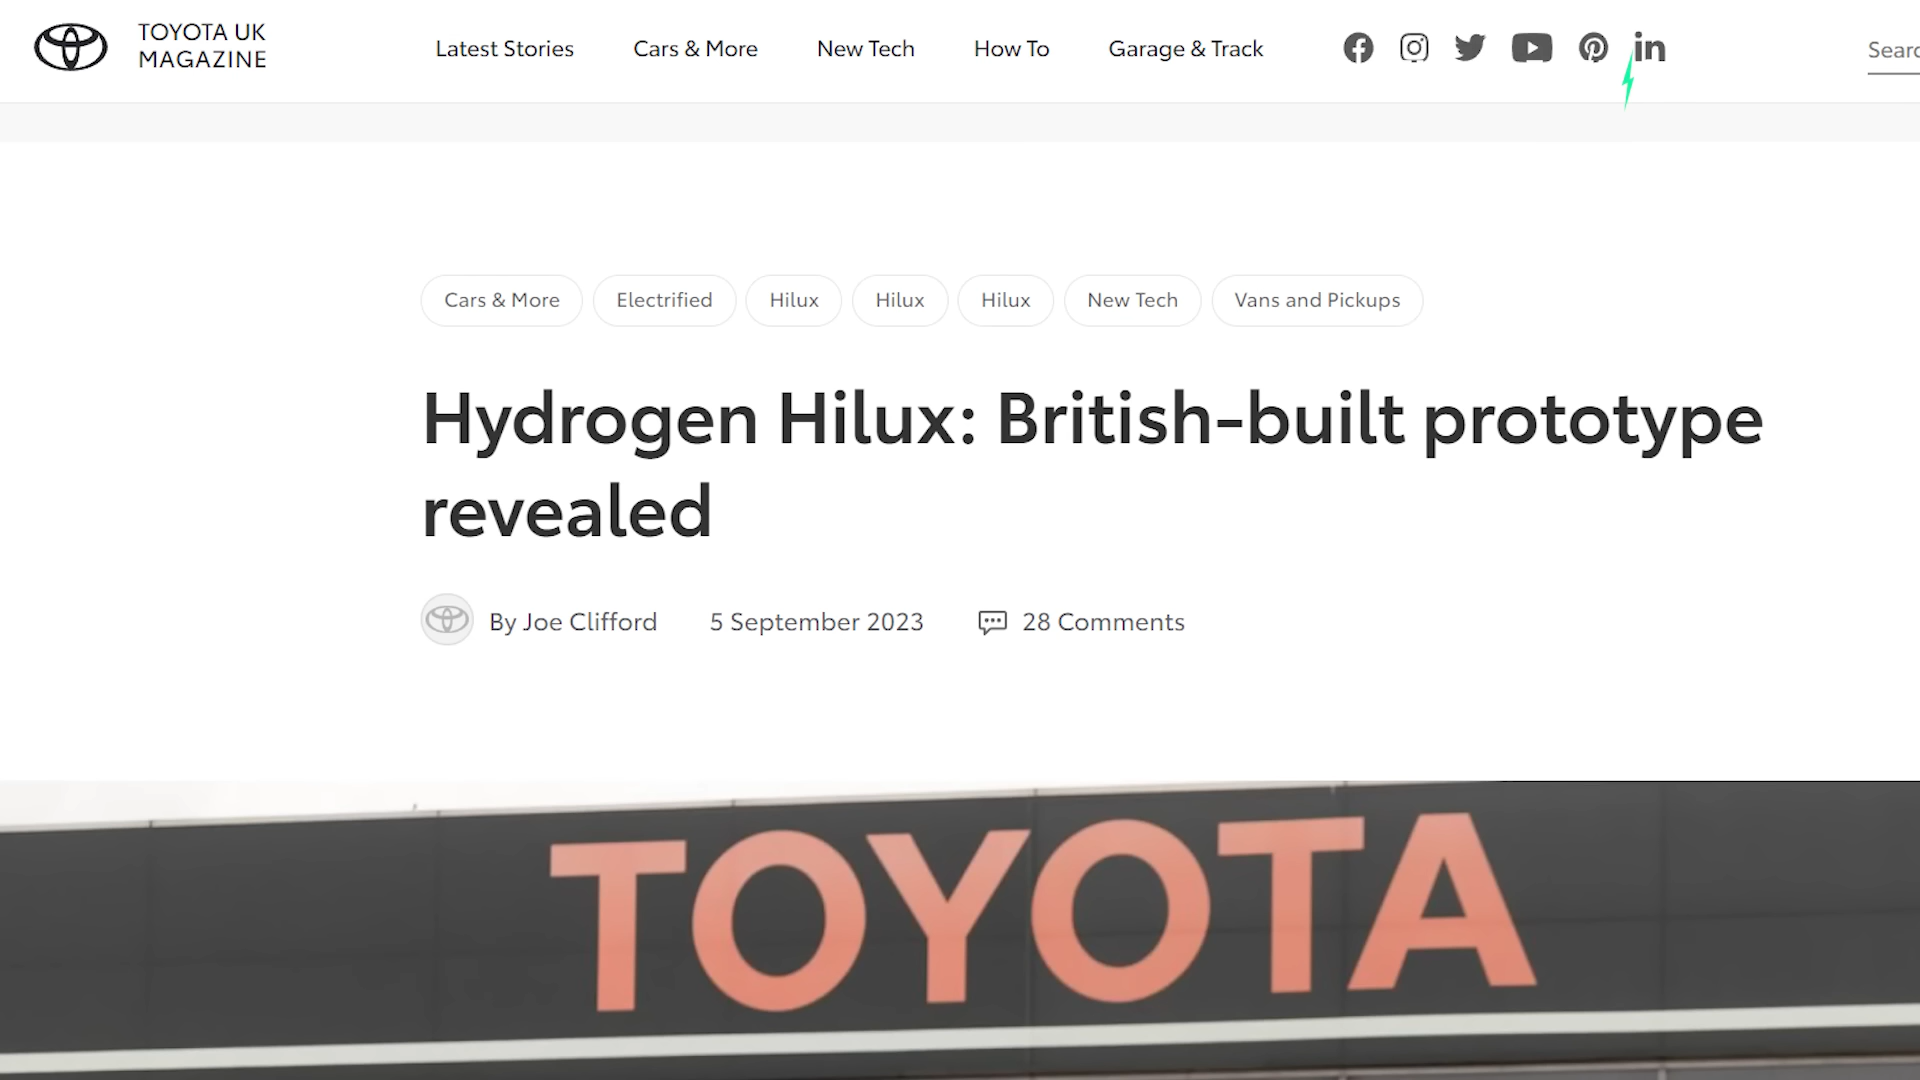 TOYOTA UK
MAGAZINE
Latest Stories
Cars & More
New Tech
How To
Garage & Track
in
Sear
Cars & More
Electrified
Hilux
Hilux
Hilux
New Tech
Vans and Pickups
Hydrogen Hilux: British-built prototype
revealed
By Joe Clifford
5 September 2023
28 Comments
TOYOTA